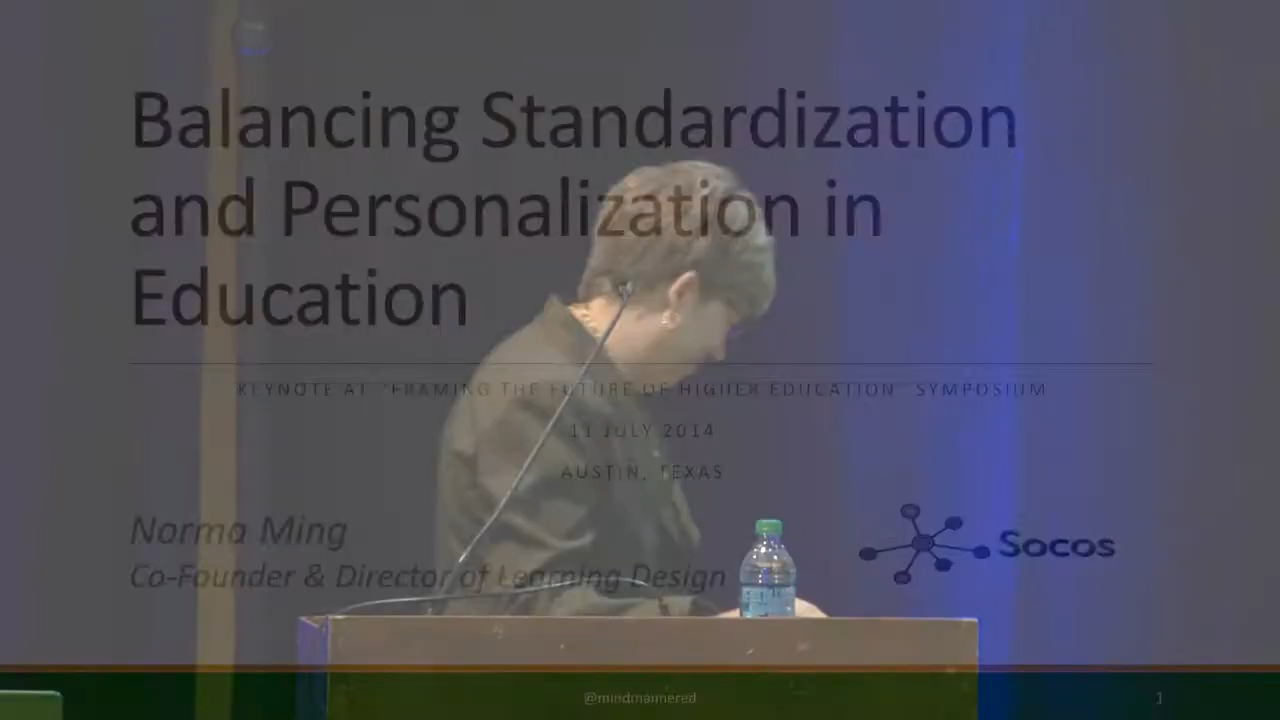 Balancing Standardization
and Personalization in
Education
KEYNOTE AT "FRAMING THE FUTURE OF HIGHER EDUCATION" SYMPOSIUM
11 JULY 2014
AUSTIN, TEXAS
Norma Ming
Co-Founder & Director of Learning Design
Socos
@mindmannered
1